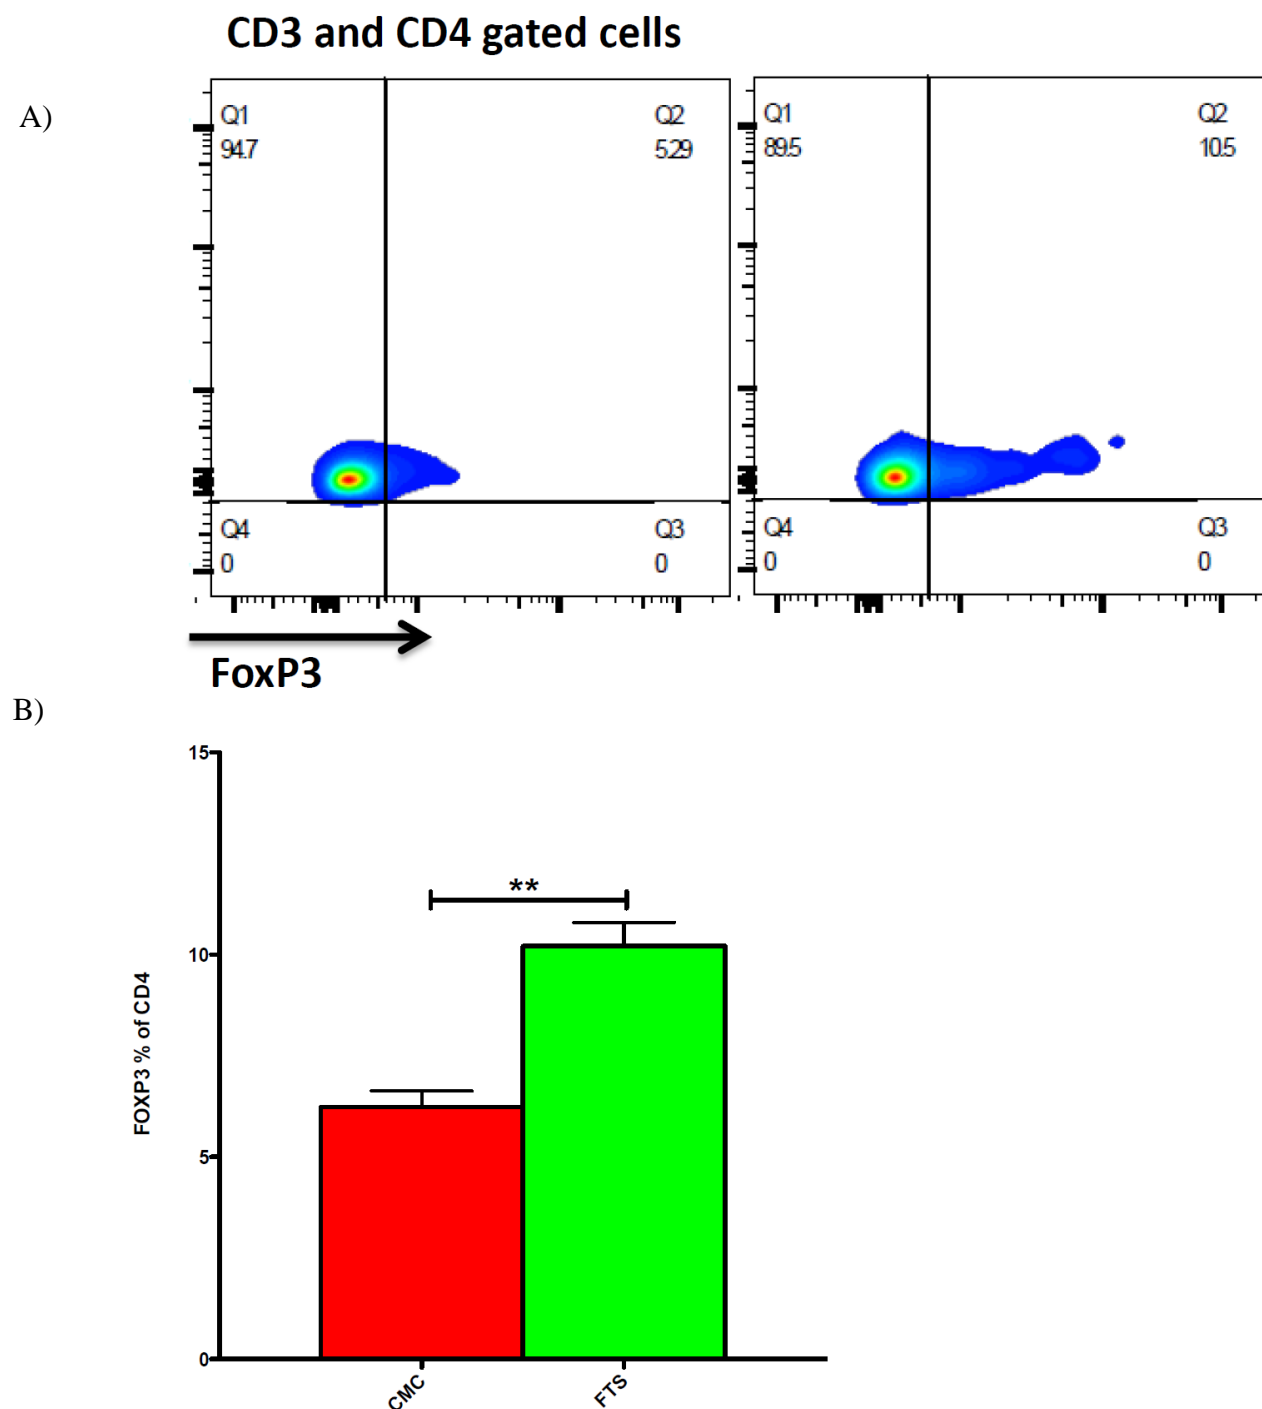 CD3 and CD4 gated cells
A)
Q1
94.7
Q2
5.29
Q1
89.5
Q2
10.5
Q4
0
Q3
0
Q4
0
Q3
0
FoxP3
B)
15
10
5
0
FOXP3 % of CD4
**
CMC
FTS